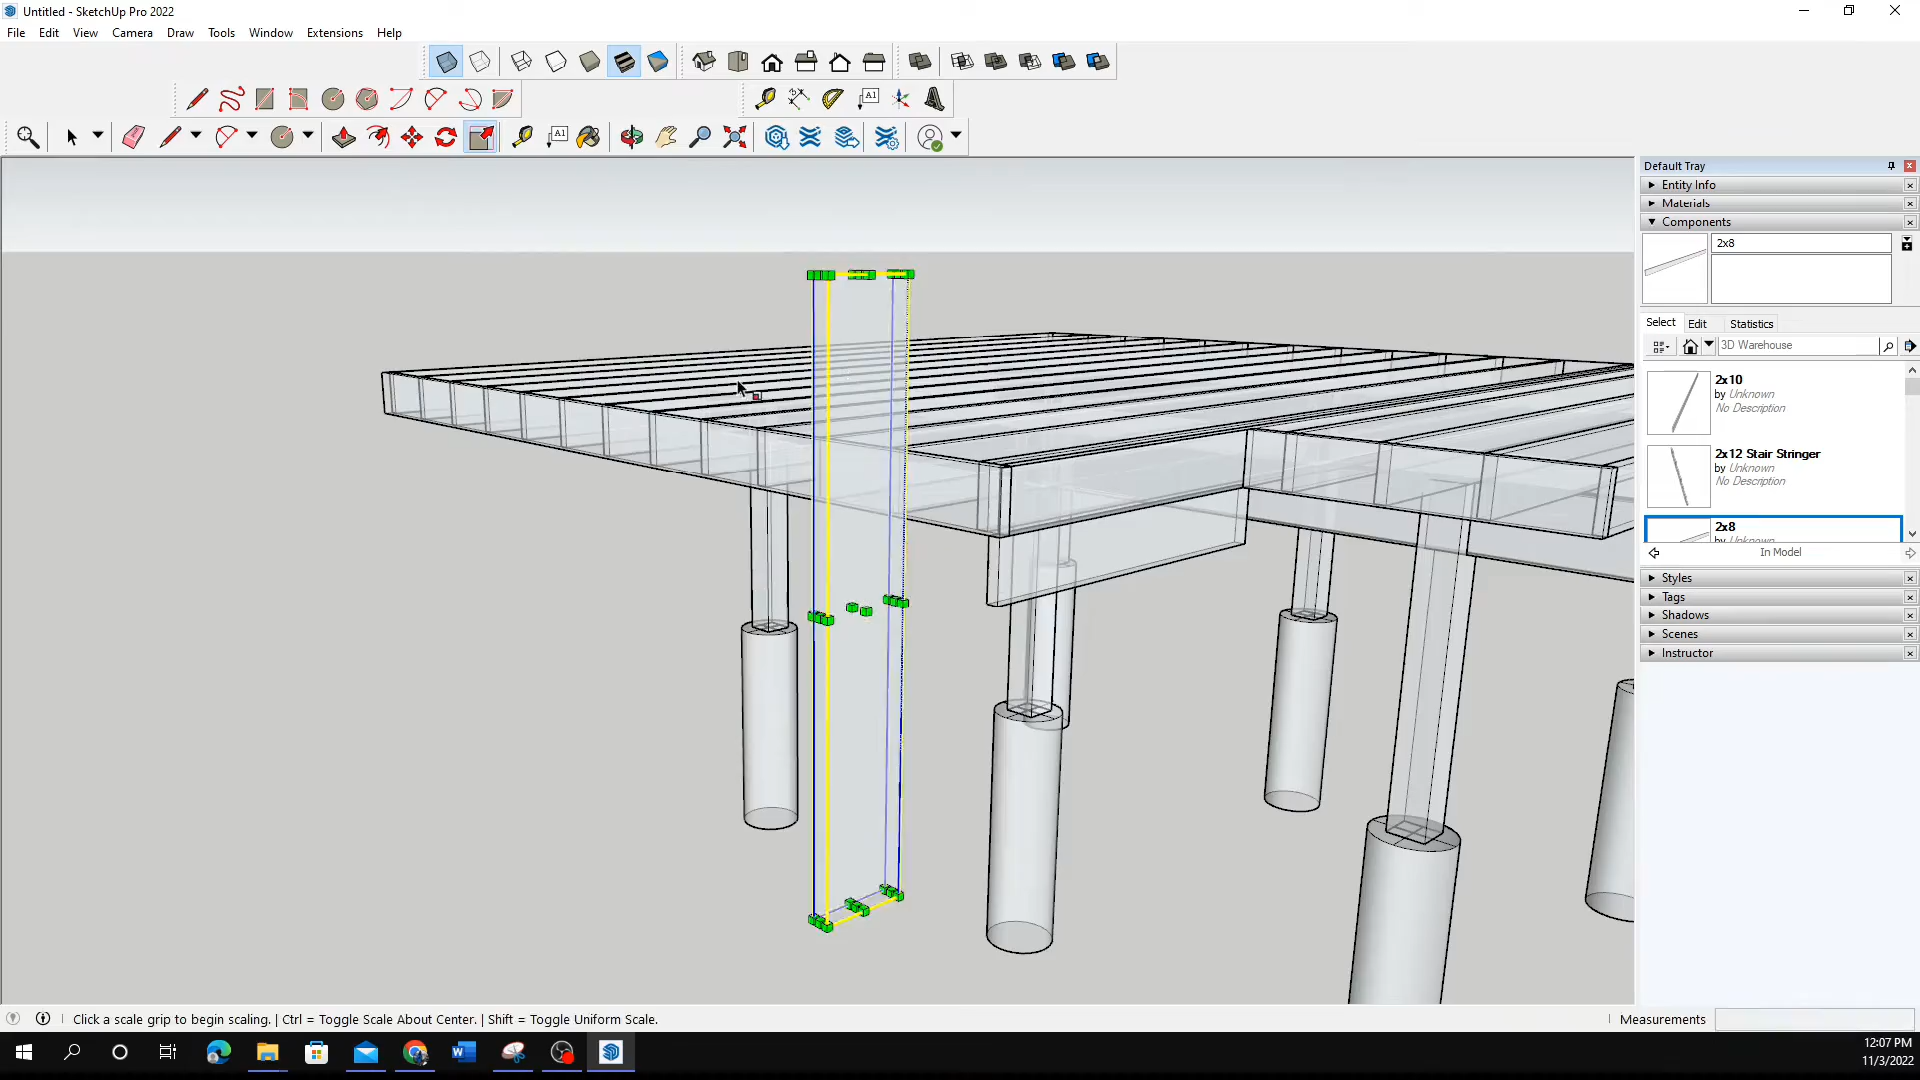 Untitled - SketchUp Pro 2022
File Edit View Camera Draw Tools Window Extensions Help
A1
A1
Default Tray
Entity Info
Materials
Components
2x8
Select Edit Statistics
3D Warehouse
2x10
by Unknown
No Description
2x12 Stair Stringer
by Unknown
No Description
2x8
by Unknown
In Model
Styles
Tags
Shadows
Scenes
Instructor
Click a scale grip to begin scaling. | Ctrl = Toggle Scale About Center. | Shift = Toggle Uniform Scale.
Measurements
12:07 PM
11/3/2022